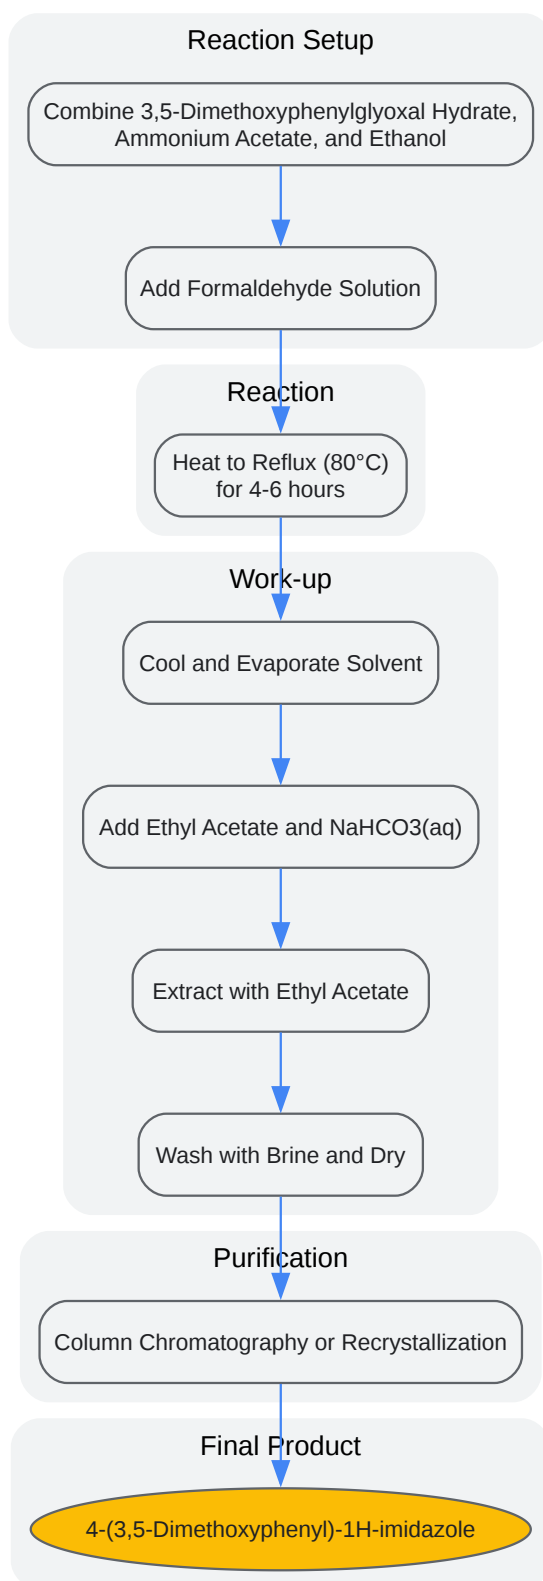 Reaction Setup
Combine 3,5-Dimethoxyphenylglyoxal Hydrate,
Ammonium Acetate, and Ethanol
Add Formaldehyde Solution
Reaction
Heat to Reflux (80°C)
for 4-6 hours
Work-up
Cool and Evaporate Solvent
Add Ethyl Acetate and NaHCO3(aq)
Extract with Ethyl Acetate
Wash with Brine and Dry
Purification
Column Chromatography or Recrystallization
Final Product
4-(3,5-Dimethoxyphenyl)-1H-imidazole